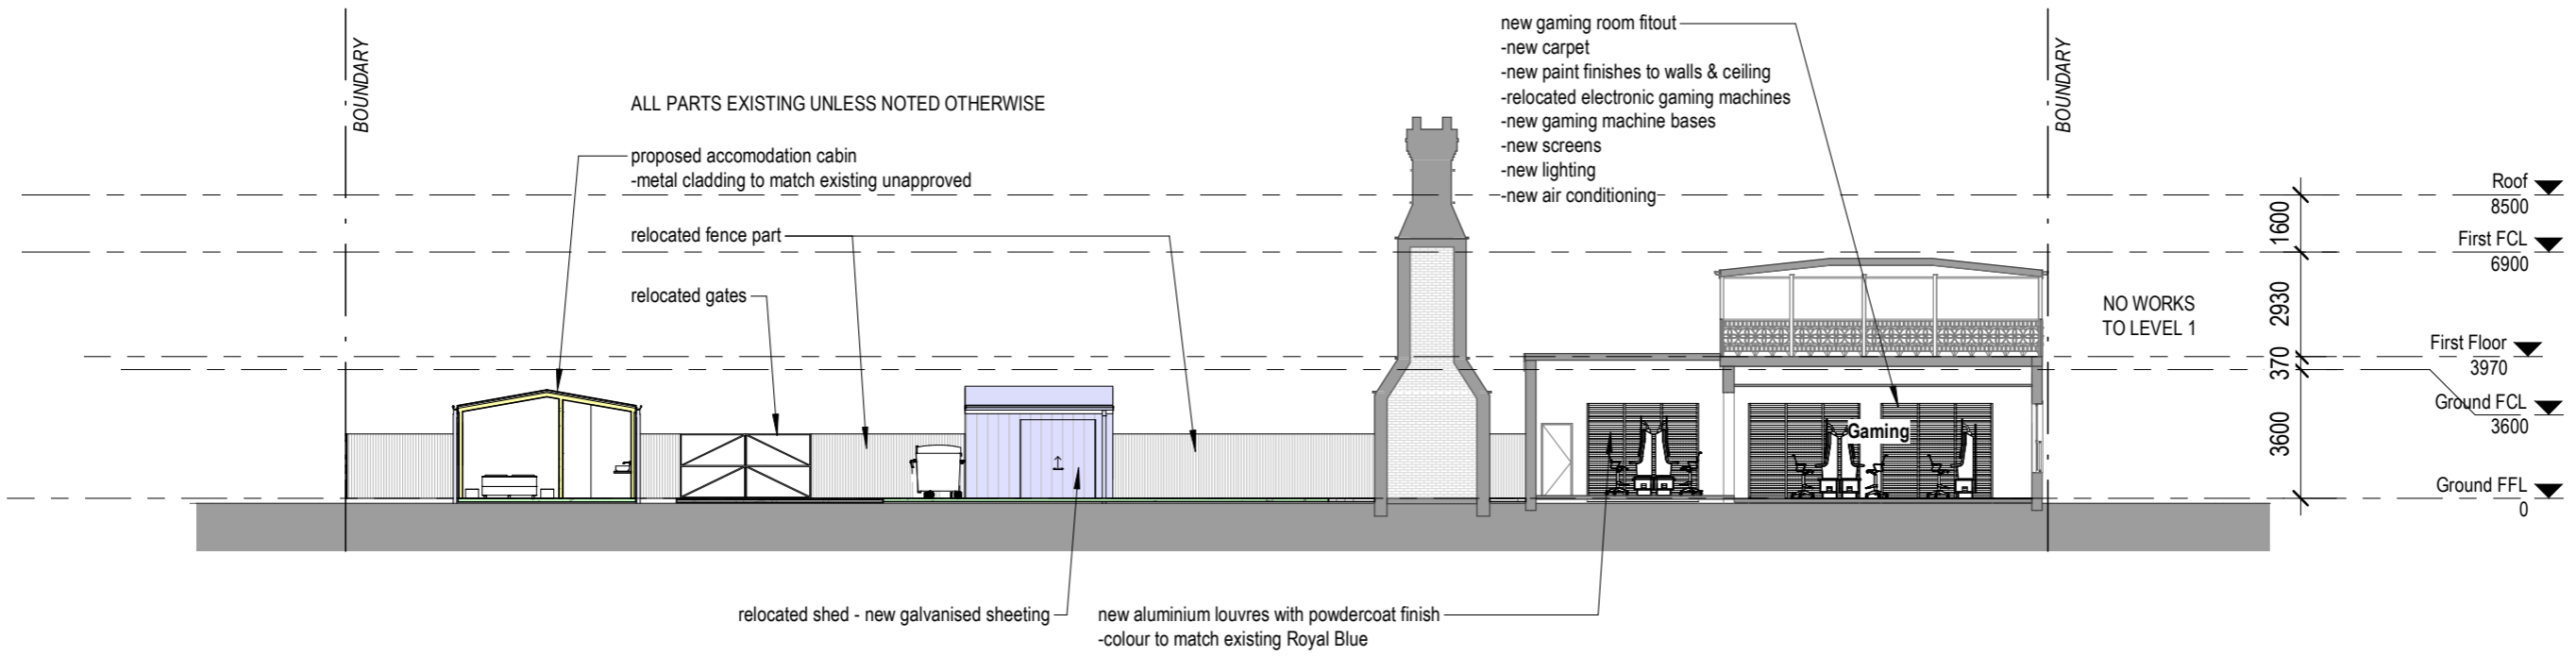 BOUNDARY
ALL PARTS EXISTING UNLESS NOTED OTHERWISE
proposed accomodation cabin
-metal cladding to match existing unapproved
relocated fence part
relocated gates
new gaming room fitout
-new carpet
-new paint finishes to walls & ceiling
-relocated electronic gaming machines
-new gaming machine bases
-new screens
-new lighting
-new air conditioning
BOUNDARY
NO WORKS
TO LEVEL 1
1600
2930
370
3600
Roof
8500
First FCL
6900
First Floor
3970
Ground FCL
3600
Ground FFL
0
Gaming
relocated shed - new galvanised sheeting
new aluminium louvres with powdercoat finish
-colour to match existing Royal Blue